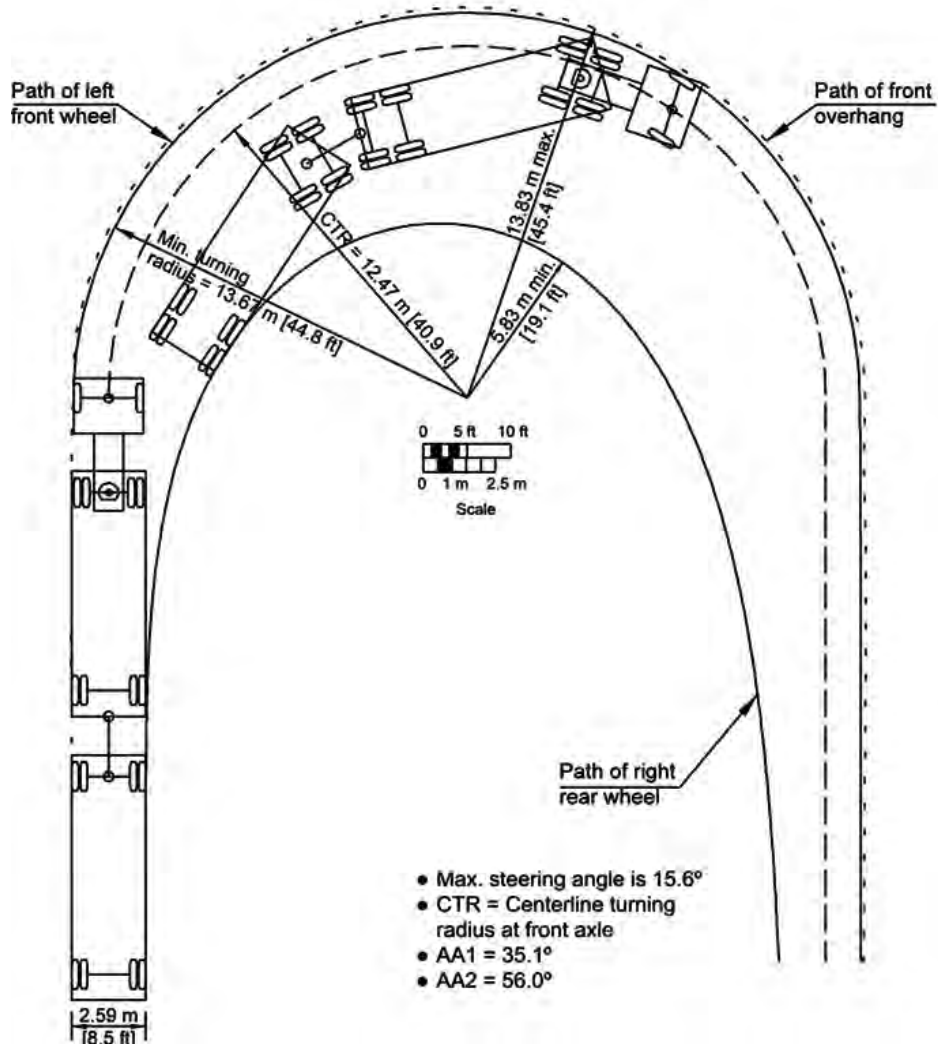 Path of left
front wheel
Path of front
overhang
13.83 m max.
[45.4 ft]
CTR = 12.47 m [40.9 ft]
Min. turning
radius = 13.67 m [44.8 ft]
5.83 m min.
[19.1 ft]
0 5 ft 10 ft
0 1 m 2.5 m
Scale
Path of right
rear wheel
● Max. steering angle is 15.6º
● CTR = Centerline turning
radius at front axle
● AA1 = 35.1º
● AA2 = 56.0º
2.59 m
[8.5 ft]